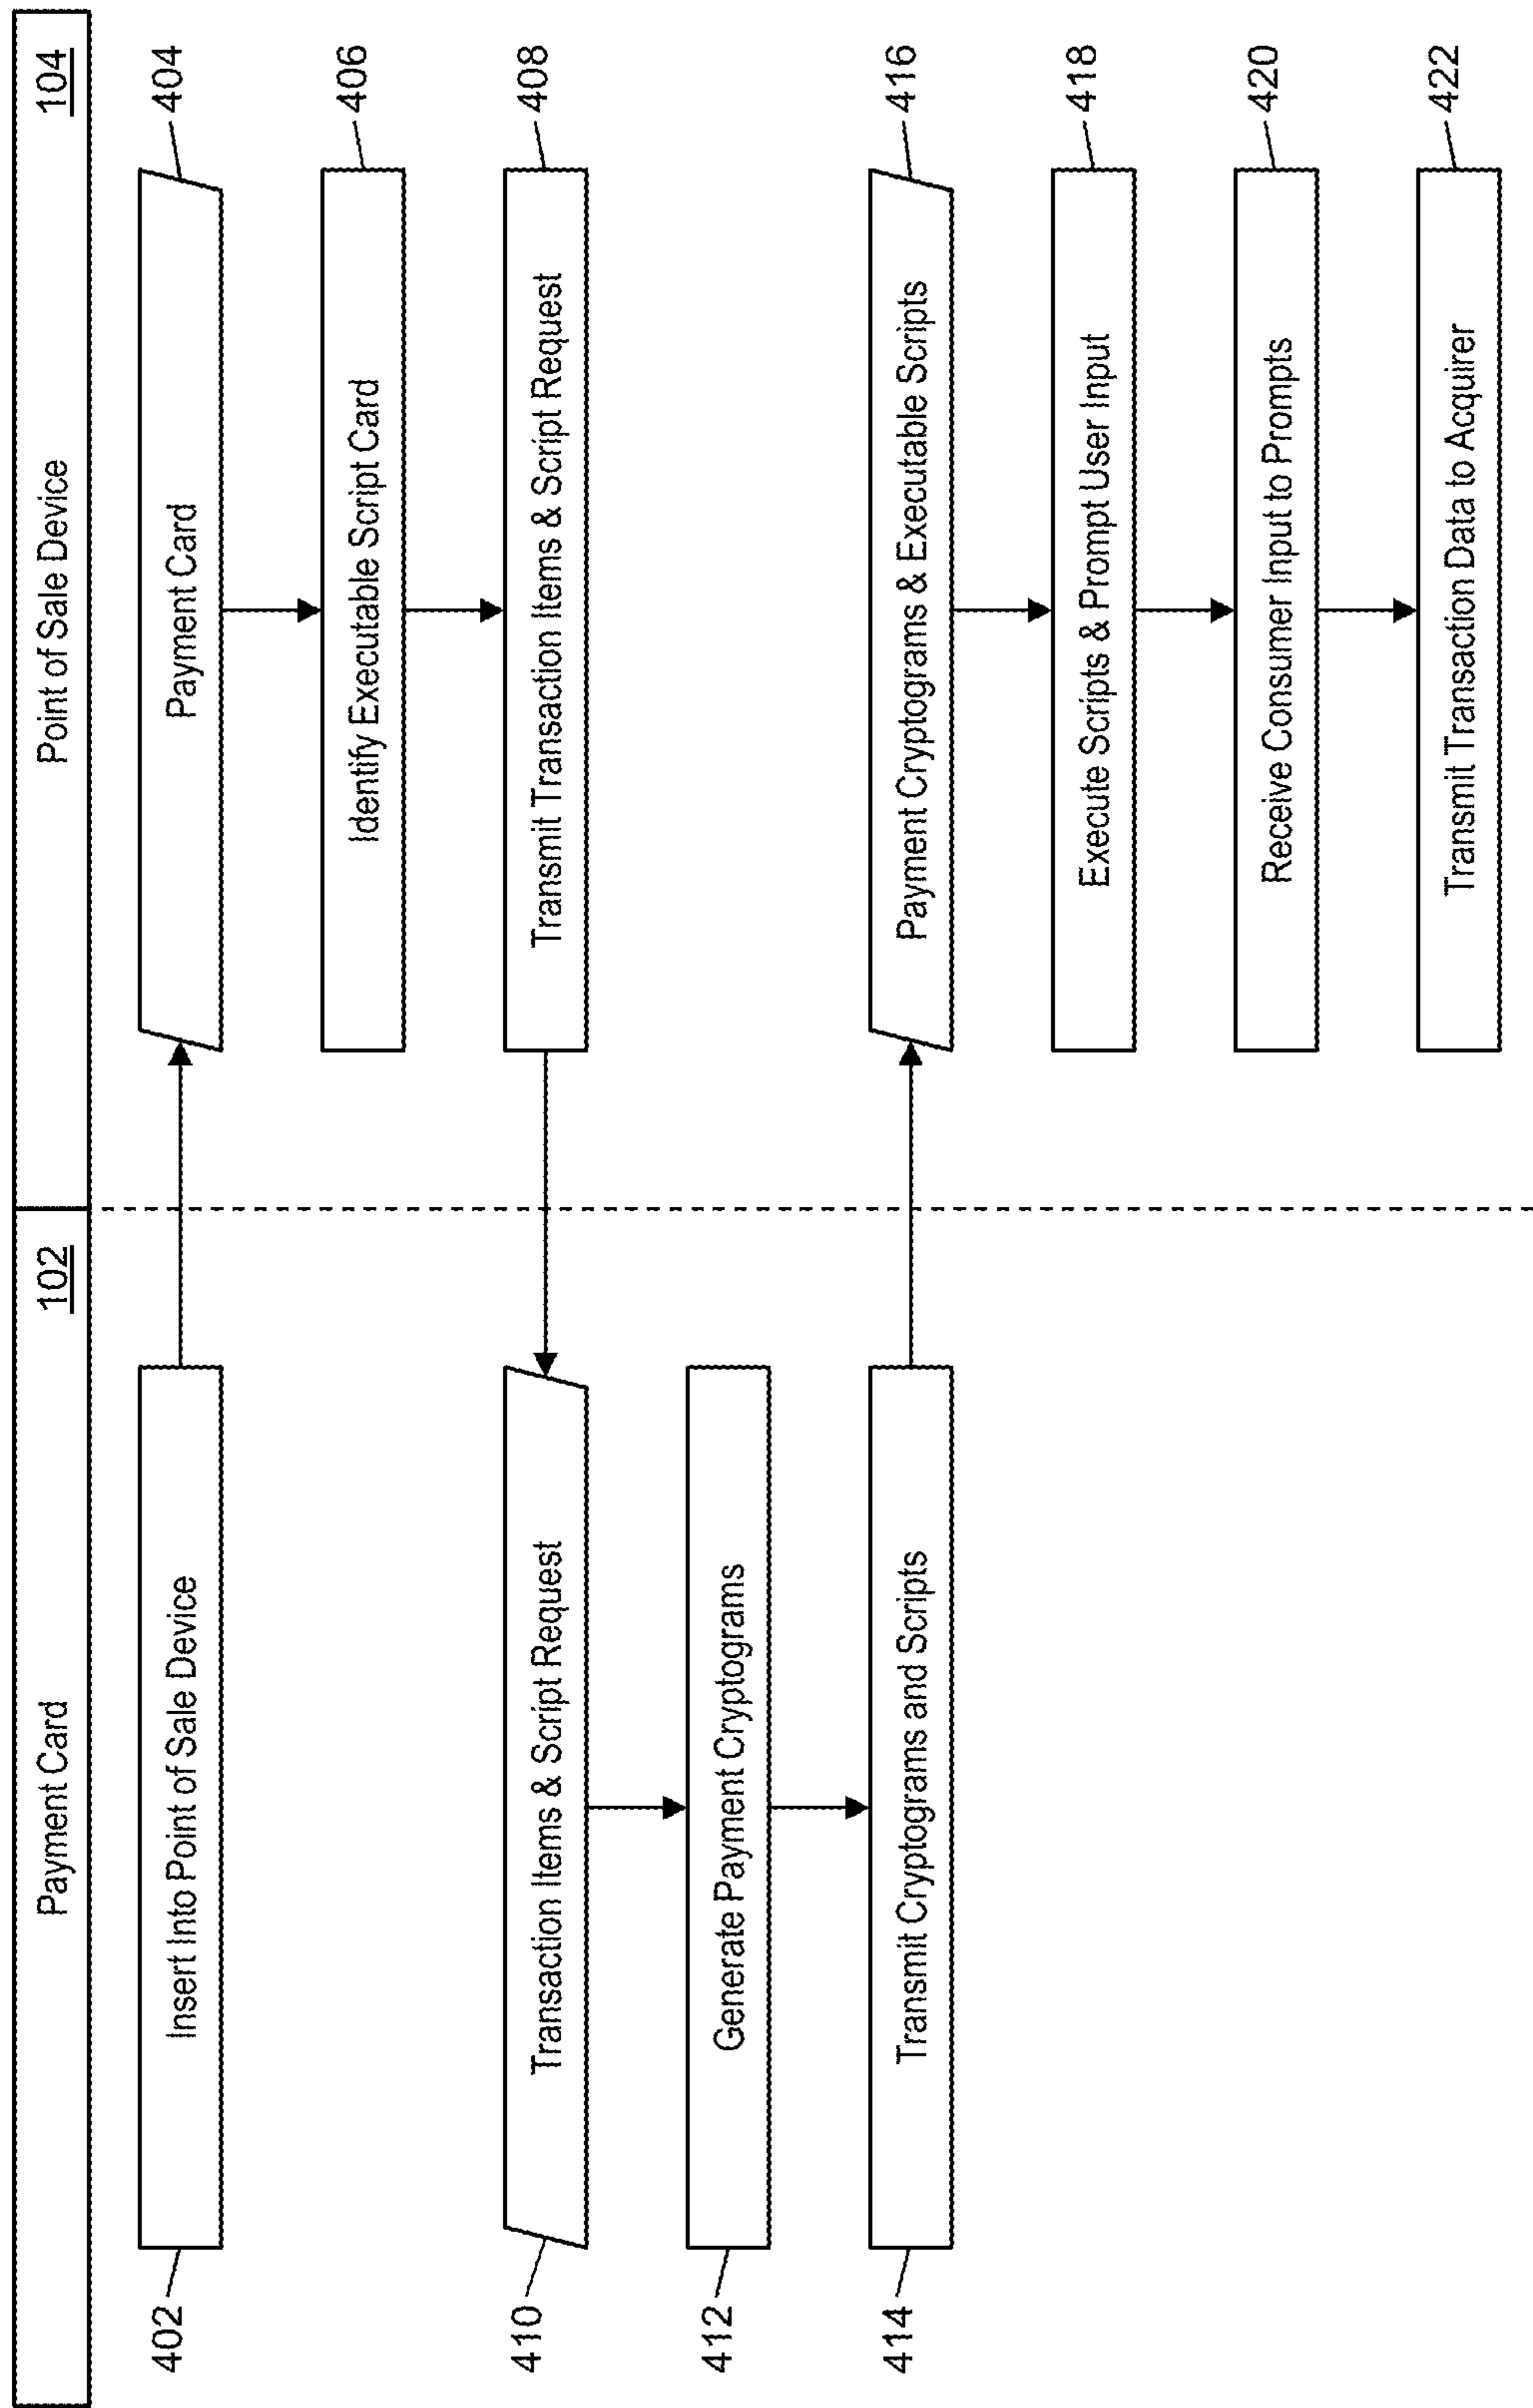 Payment Card
102
Point of Sale Device
104
402
Insert Into Point of Sale Device
Payment Card
404
Identify Executable Script Card
406
Transmit Transaction Items & Script Request
408
410
Transaction Items & Script Request
412
Generate Payment Cryptograms
414
Transmit Cryptograms and Scripts
Payment Cryptograms & Executable Scripts
416
Execute Scripts & Prompt User Input
418
Receive Consumer Input to Prompts
420
Transmit Transaction Data to Acquirer
422